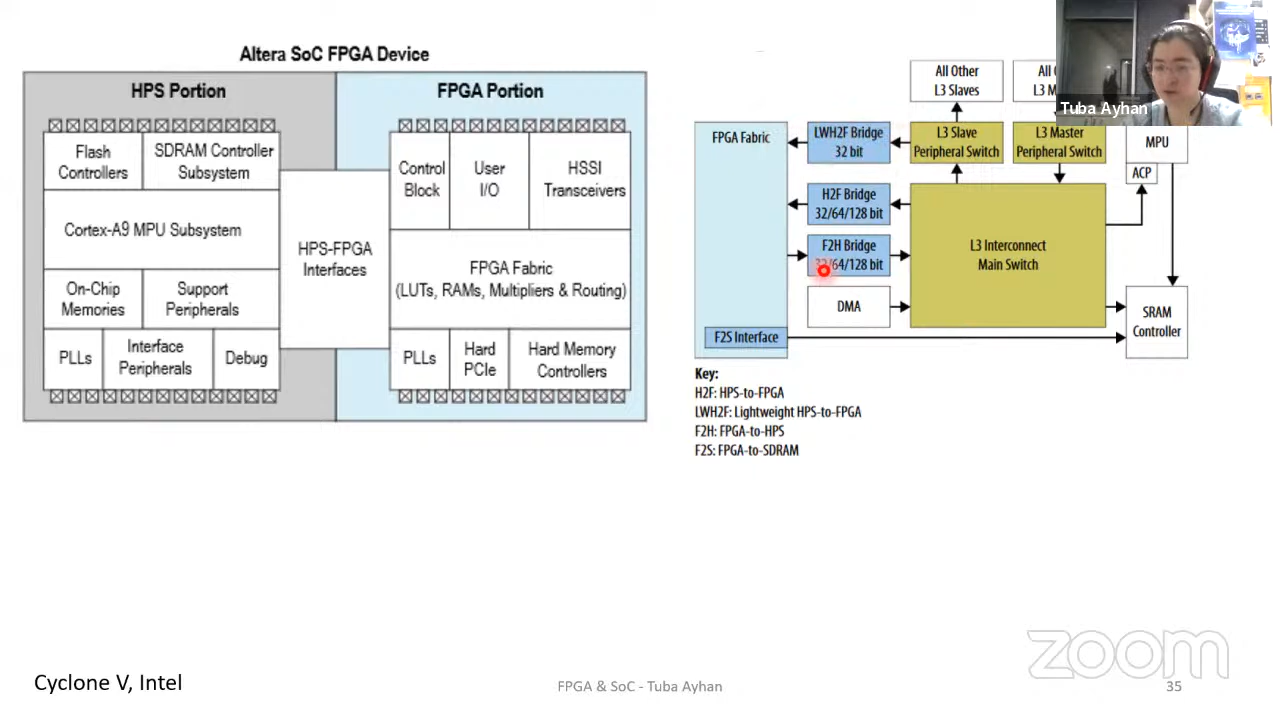 Altera SoC FPGA Device
HPS Portion
FPGA Portion
Flash
Controllers
SDRAM Controller
Subsystem
Cortex-A9 MPU Subsystem
On-Chip
Memories
Support
Peripherals
PLLs
Interface
Peripherals
Debug
HPS-FPGA
Interfaces
Control
Block
User
I/O
HSSI
Transceivers
FPGA Fabric
(LUTs, RAMs, Multipliers & Routing)
PLLs
Hard
PCIe
Hard Memory
Controllers
All Other
L3 Slaves
All
L3 M
Tuba Ayhan
FPGA Fabric
LWH2F Bridge
32 bit
L3 Slave
Peripheral Switch
L3 Master
Peripheral Switch
MPU
ACP
H2F Bridge
32/64/128 bit
F2H Bridge
32/64/128 bit
L3 Interconnect
Main Switch
DMA
F2S Interface
SRAM
Controller
Key:
H2F: HPS-to-FPGA
LWH2F: Lightweight HPS-to-FPGA
F2H: FPGA-to-HPS
F2S: FPGA-to-SDRAM
zoom
Cyclone V, Intel
FPGA & SoC - Tuba Ayhan
35